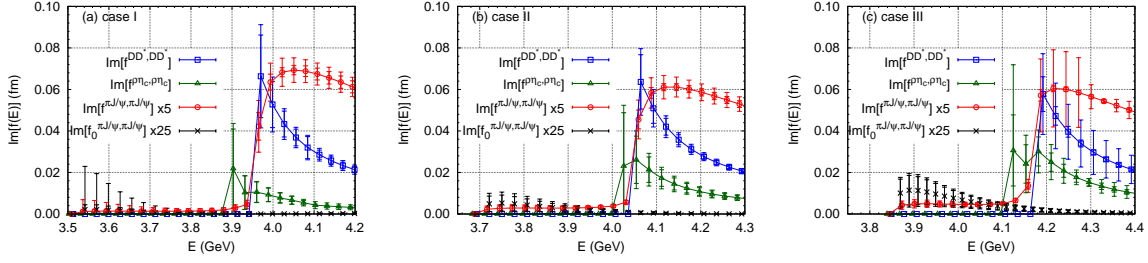 (a) case I
Im[f^{DD^*,DD^*}]
Im[f^{ρη_c,ρη_c}]
Im[f^{πJ/ψ,πJ/ψ}] x5
Im[f_0^{πJ/ψ,πJ/ψ}] x25
Im[f(E)] (fm)
0.10
0.08
0.06
0.04
0.02
0.00
3.5 3.6 3.7 3.8 3.9 4.0 4.1 4.2
E (GeV)
(b) case II
Im[f^{DD^*,DD^*}]
Im[f^{ρη_c,ρη_c}]
Im[f^{πJ/ψ,πJ/ψ}] x5
Im[f_0^{πJ/ψ,πJ/ψ}] x25
Im[f(E)] (fm)
0.10
0.08
0.06
0.04
0.02
0.00
3.7 3.8 3.9 4.0 4.1 4.2 4.3
E (GeV)
(c) case III
Im[f^{DD^*,DD^*}]
Im[f^{ρη_c,ρη_c}]
Im[f^{πJ/ψ,πJ/ψ}] x5
Im[f_0^{πJ/ψ,πJ/ψ}] x25
Im[f(E)] (fm)
0.10
0.08
0.06
0.04
0.02
0.00
3.8 3.9 4.0 4.1 4.2 4.3 4.4
E (GeV)